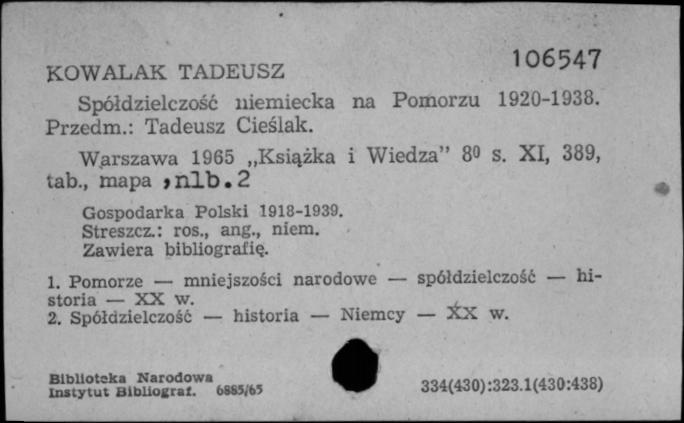 106547
KOWALAK TADEUSZ
Spółdzielczość niemiecka na Pomorzu 1920-1938.
Przedm.: Tadeusz Cieślak.
Warszawa 1965 „Książka i Wiedza” 8⁰ s. XI, 389,
tab., mapa , nlb. 2
Gospodarka Polski 1918-1939.
Streszcz.: ros., ang., niem.
Zawiera bibliografię.
1. Pomorze — mniejszości narodowe — spółdzielczość — hi-
storia — XX w.
2. Spółdzielczość — historia — Niemcy — XX w.
Biblioteka Narodowa
Instytut Bibliograf. 6885/65
334(430):323.1(430:438)